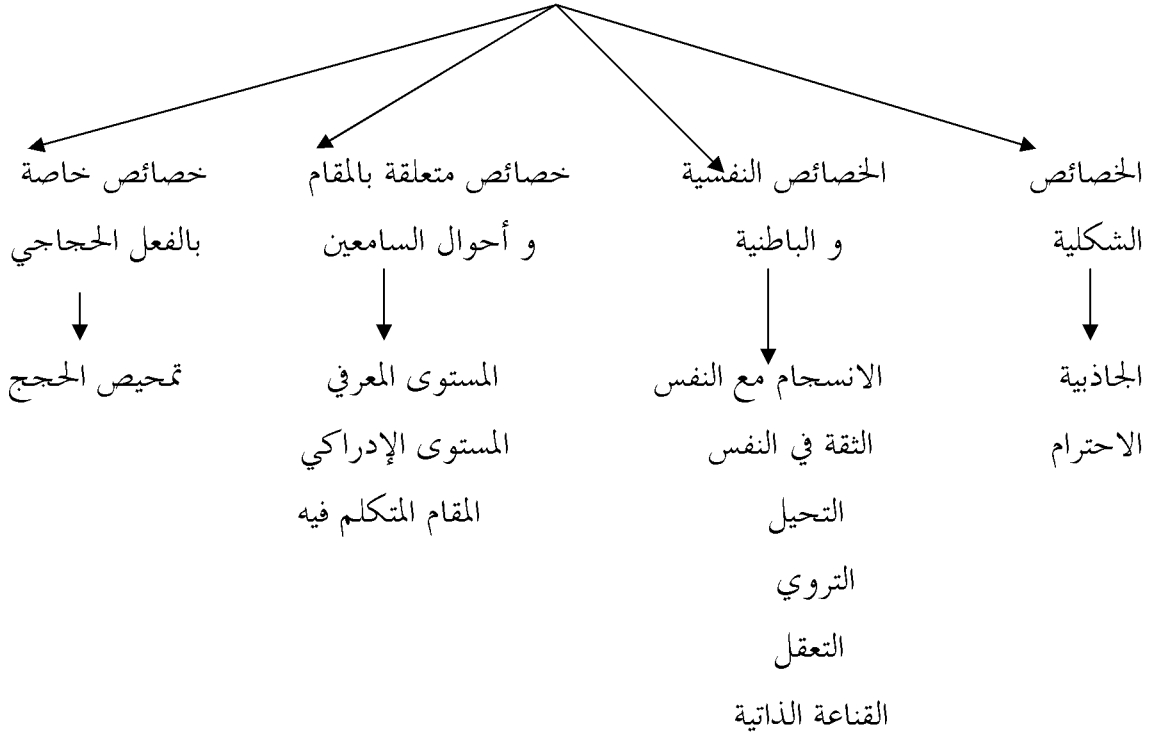 الخصائص
الشكلية
الجاذبية
الاحترام
الخصائص النفسية
و الباطنية
الانسجام مع النفس
الثقة في النفس
التحيل
التروي
التعقل
القناعة الذاتية
خصائص متعلقة بالمقام
و أحوال السامعين
المستوى المعرفي
المستوى الإدراكي
المقام المتكلم فيه
خصائص خاصة
بالفعل الحجاجي
تمحيص الحجج